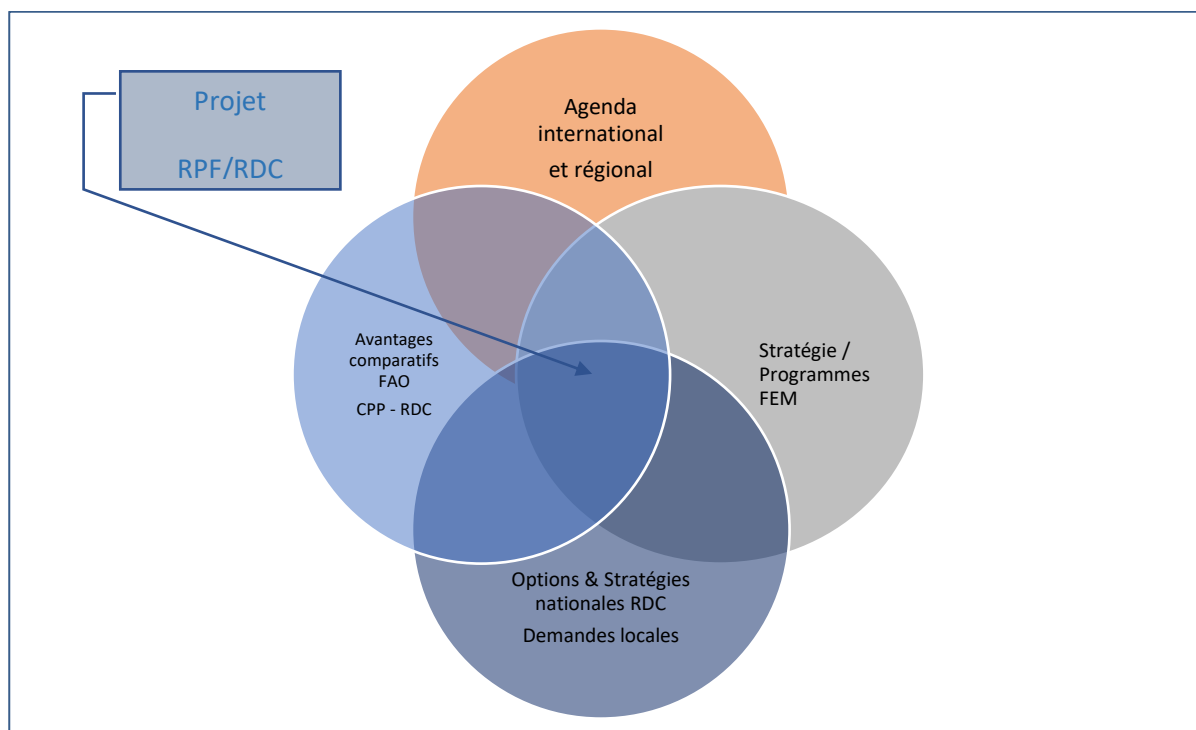 Projet
RPF/RDC
Agenda
international
et régional
Avantages
comparatifs
FAO
CPP - RDC
Stratégie /
Programmes
FEM
Options & Stratégies
nationales RDC
Demandes locales